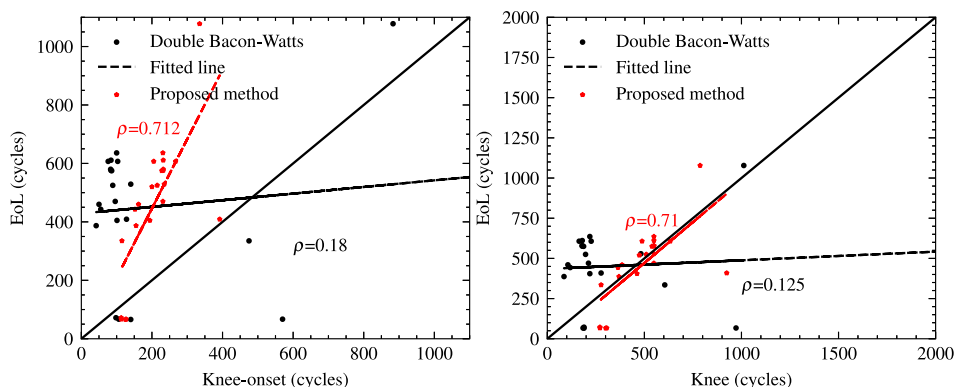 1000
800
600
400
200
0
EoL (cycles)
Double Bacon-Watts
Fitted line
Proposed method
ρ=0.712
ρ=0.18
0 200 400 600 800 1000
Knee-onset (cycles)
2000
1750
1500
1250
1000
750
500
250
0
EoL (cycles)
Double Bacon-Watts
Fitted line
Proposed method
ρ=0.71
ρ=0.125
0 500 1000 1500 2000
Knee (cycles)